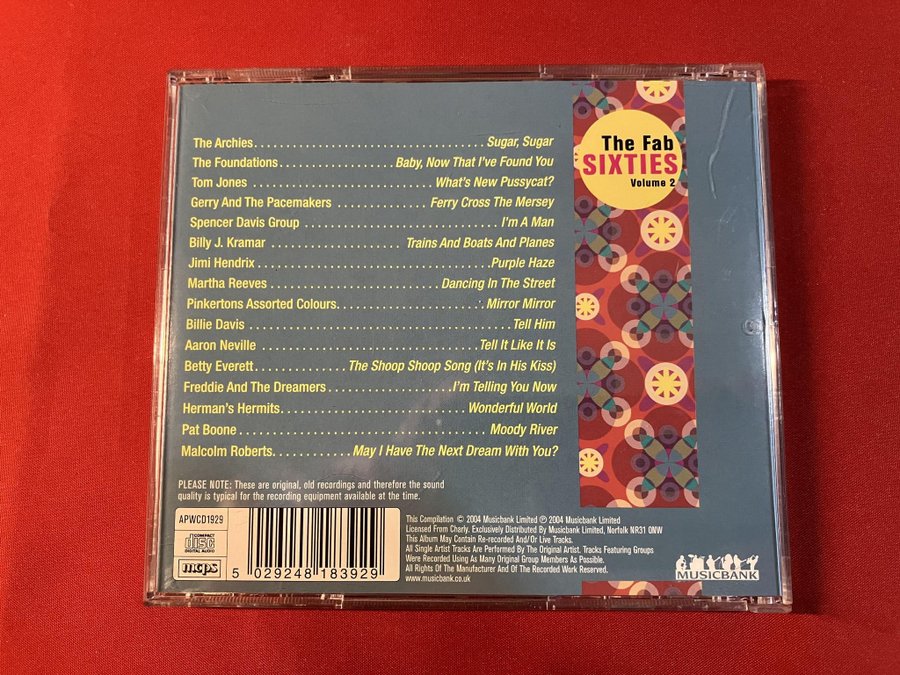 The Archies........................................ Sugar, Sugar
The Foundations.................... Baby, Now That I've Found You
Tom Jones ................................ What's New Pussycat?
Gerry And The Pacemakers .............. Ferry Cross The Mersey
Spencer Davis Group .................................. I'm A Man
Billy J. Kramar ...................... Trains And Boats And Planes
Jimi Hendrix........................................ Purple Haze
Martha Reeves ............................. Dancing In The Street
Pinkertons Assorted Colours......................... Mirror Mirror
Billie Davis ............................................ Tell Him
Aaron Neville .................................... Tell It Like It Is
Betty Everett.............. The Shoop Shoop Song (It's In His Kiss)
Freddie And The Dreamers..................... I'm Telling You Now
Herman's Hermits................................ Wonderful World
Pat Boone .......................................... Moody River
Malcolm Roberts............ May I Have The Next Dream With You?
The Fab
SIXTIES
Volume 2
PLEASE NOTE: These are original, old recordings and therefore the sound
quality is typical for the recording equipment available at the time.
APWCD1929
COMPACT
disc
DIGITAL AUDIO
mcps
5 029248 183929
This Compilation © 2004 Musicbank Limited ℗ 2004 Musicbank Limited
Licensed From Charly. Exclusively Distributed By Musicbank Limited, Norfolk NR31 0NW
This Album May Contain Re-recorded And/Or Live Tracks.
All Single Artist Tracks Are Performed By The Original Artist. Tracks Featuring Groups
Were Recorded Using As Many Original Group Members As Possible.
All Rights Of The Manufacturer And Of The Recorded Work Reserved.
www.musicbank.co.uk
MUSICBANK